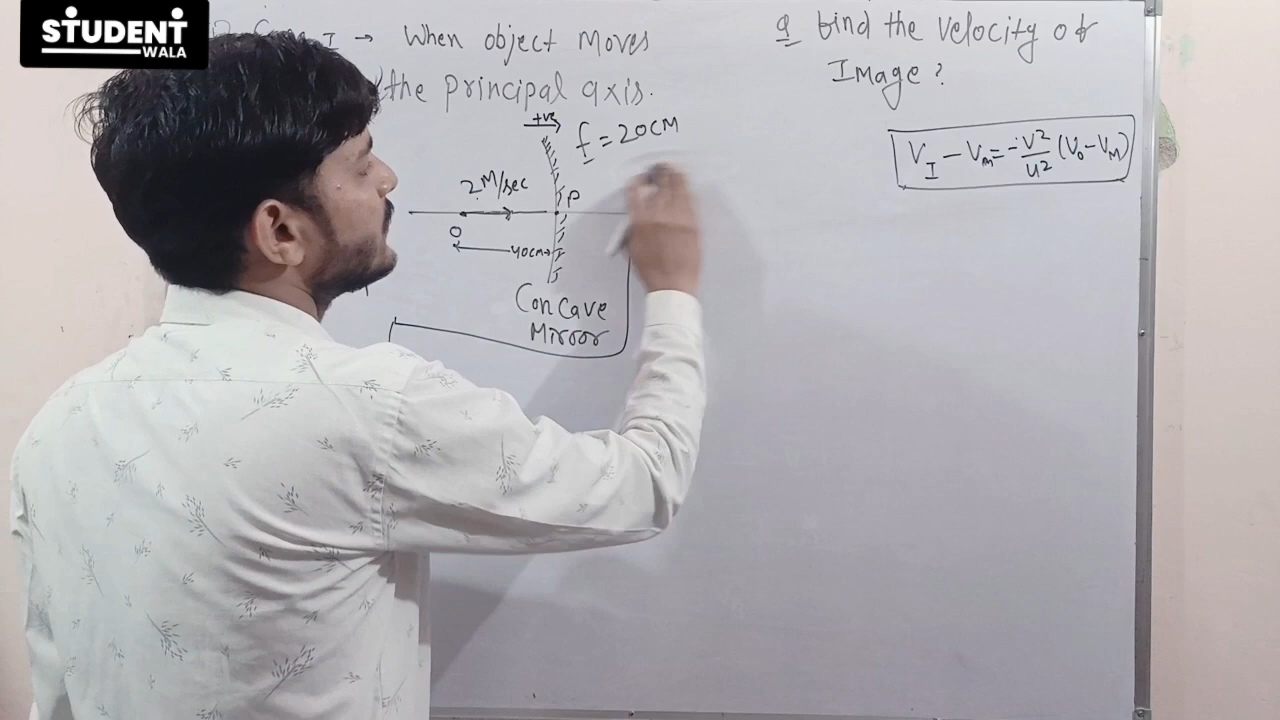 STUDENT
WALA
I → When object Moves
the principal axis.
+ve
f = 20CM
2 M/sec
P
O
40cm
Concave
Mirror
Q find the velocity of
Image ?
V_I - V_m = -V²/u² (V_o - V_M)